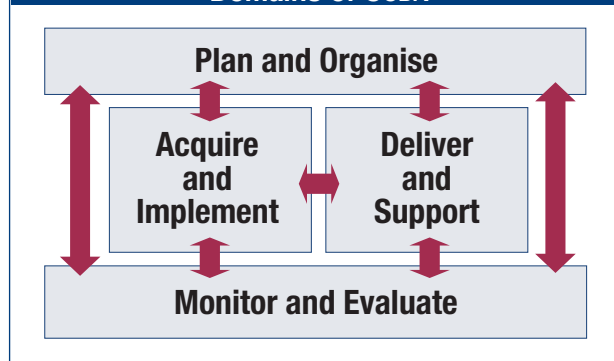 Plan and Organise
Acquire
and
Implement
Deliver
and
Support
Monitor and Evaluate